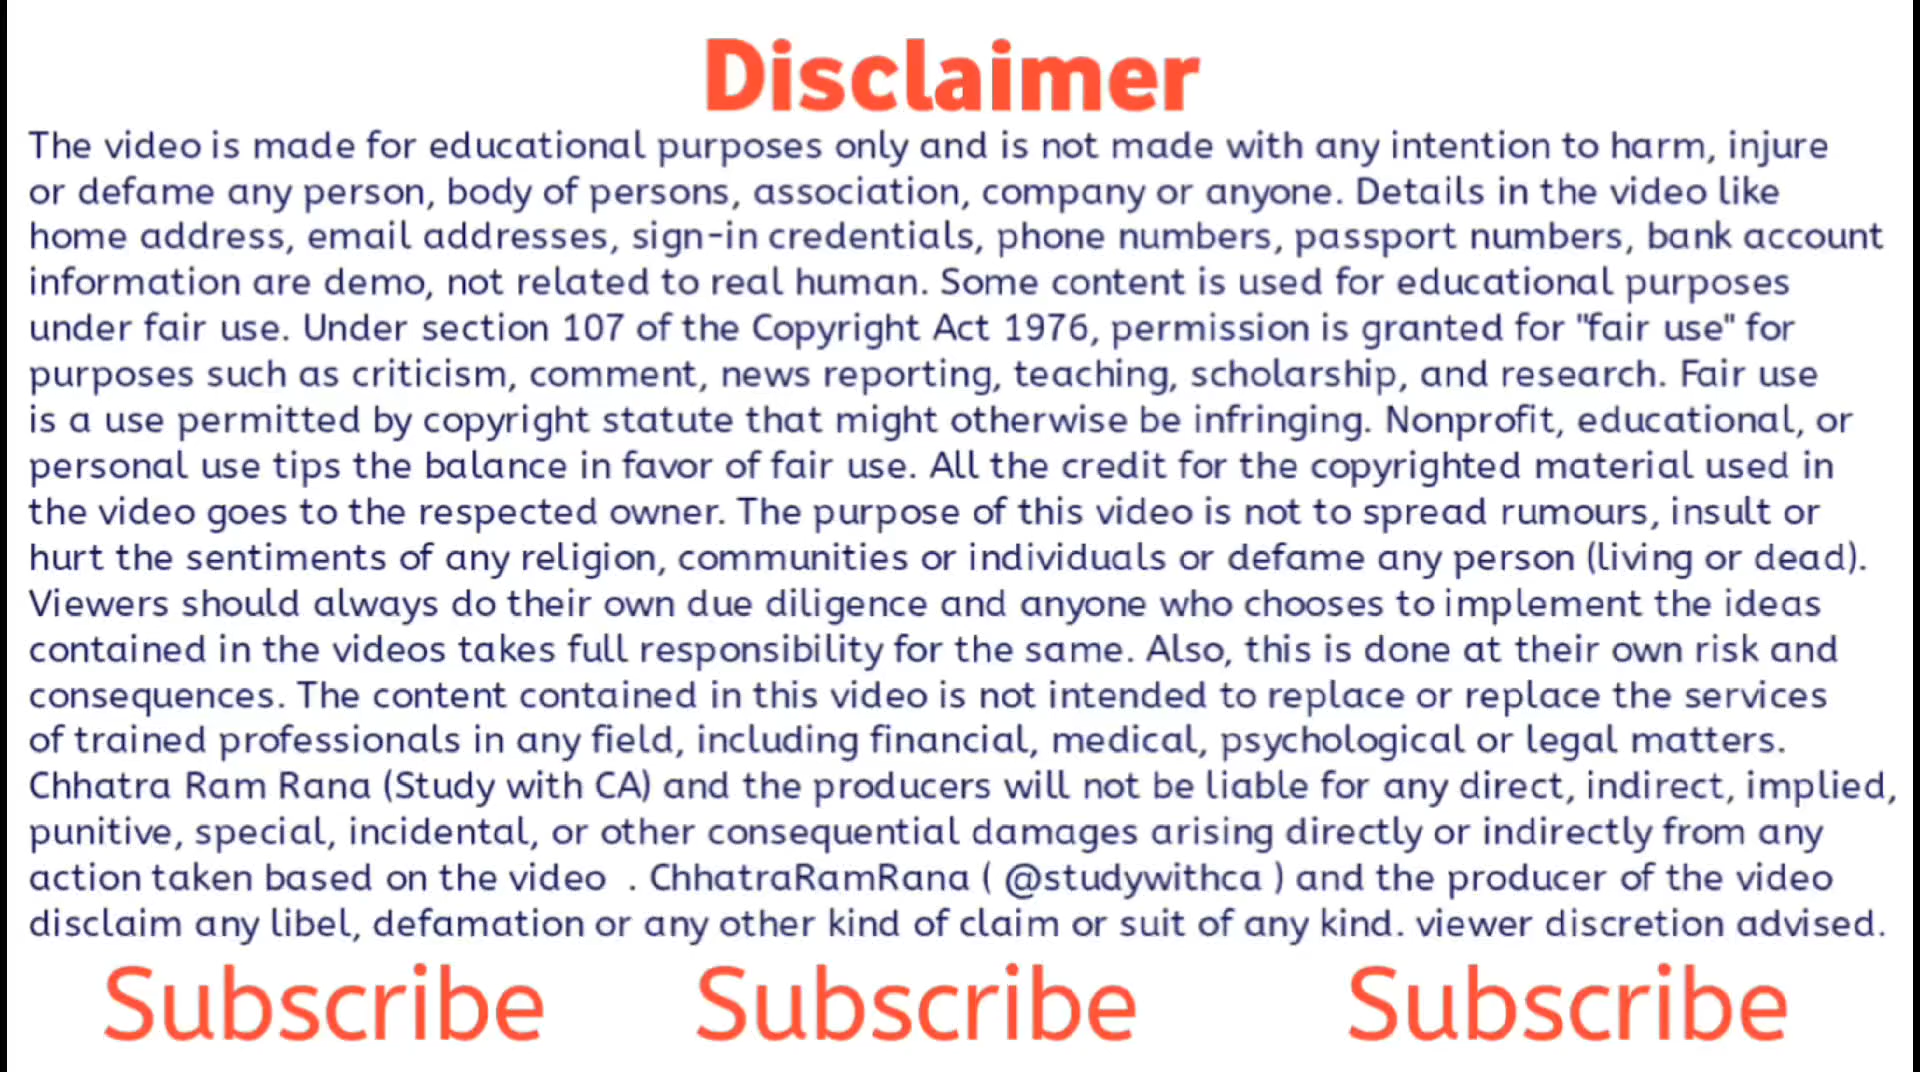 Disclaimer
The video is made for educational purposes only and is not made with any intention to harm, injure
or defame any person, body of persons, association, company or anyone. Details in the video like
home address, email addresses, sign-in credentials, phone numbers, passport numbers, bank account
information are demo, not related to real human. Some content is used for educational purposes
under fair use. Under section 107 of the Copyright Act 1976, permission is granted for "fair use" for
purposes such as criticism, comment, news reporting, teaching, scholarship, and research. Fair use
is a use permitted by copyright statute that might otherwise be infringing. Nonprofit, educational, or
personal use tips the balance in favor of fair use. All the credit for the copyrighted material used in
the video goes to the respected owner. The purpose of this video is not to spread rumours, insult or
hurt the sentiments of any religion, communities or individuals or defame any person (living or dead).
Viewers should always do their own due diligence and anyone who chooses to implement the ideas
contained in the videos takes full responsibility for the same. Also, this is done at their own risk and
consequences. The content contained in this video is not intended to replace or replace the services
of trained professionals in any field, including financial, medical, psychological or legal matters.
Chhatra Ram Rana (Study with CA) and the producers will not be liable for any direct, indirect, implied,
punitive, special, incidental, or other consequential damages arising directly or indirectly from any
action taken based on the video  . ChhatraRamRana ( @studywithca ) and the producer of the video
disclaim any libel, defamation or any other kind of claim or suit of any kind. viewer discretion advised.
Subscribe Subscribe Subscribe